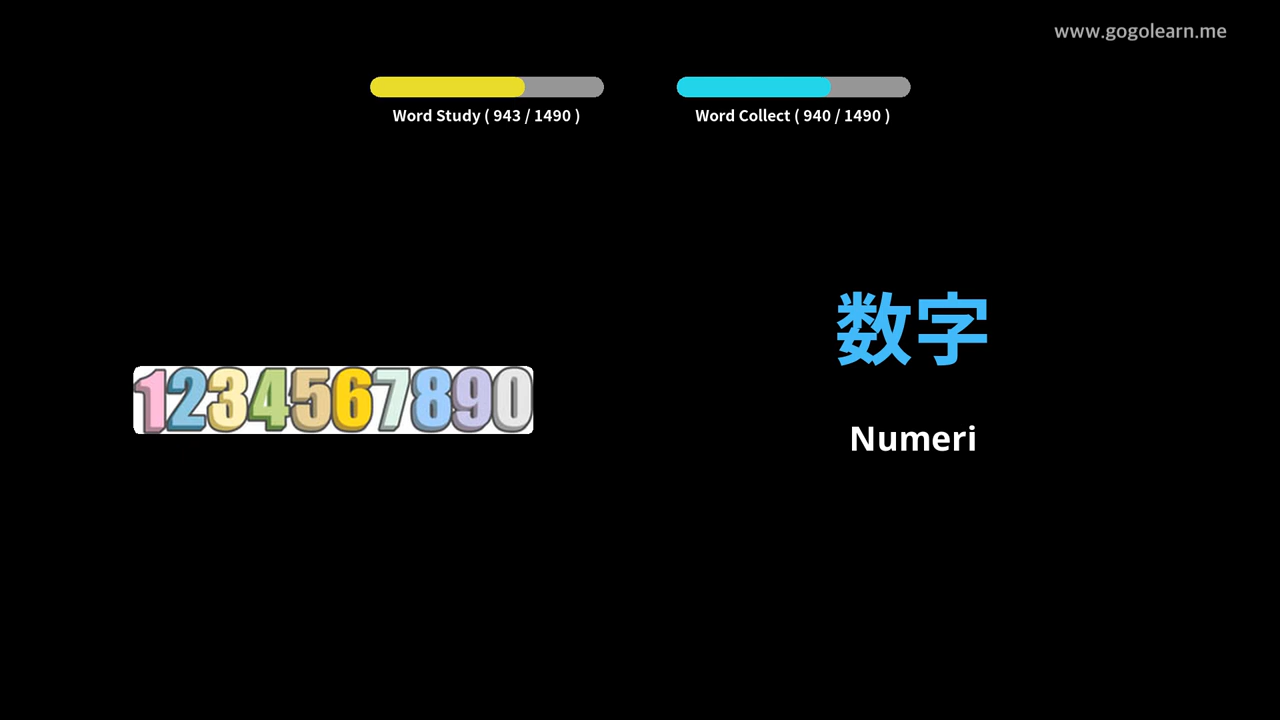 www.gogolearn.me
Word Study ( 943 / 1490 )
Word Collect ( 940 / 1490 )
数字
1234567890
Numeri